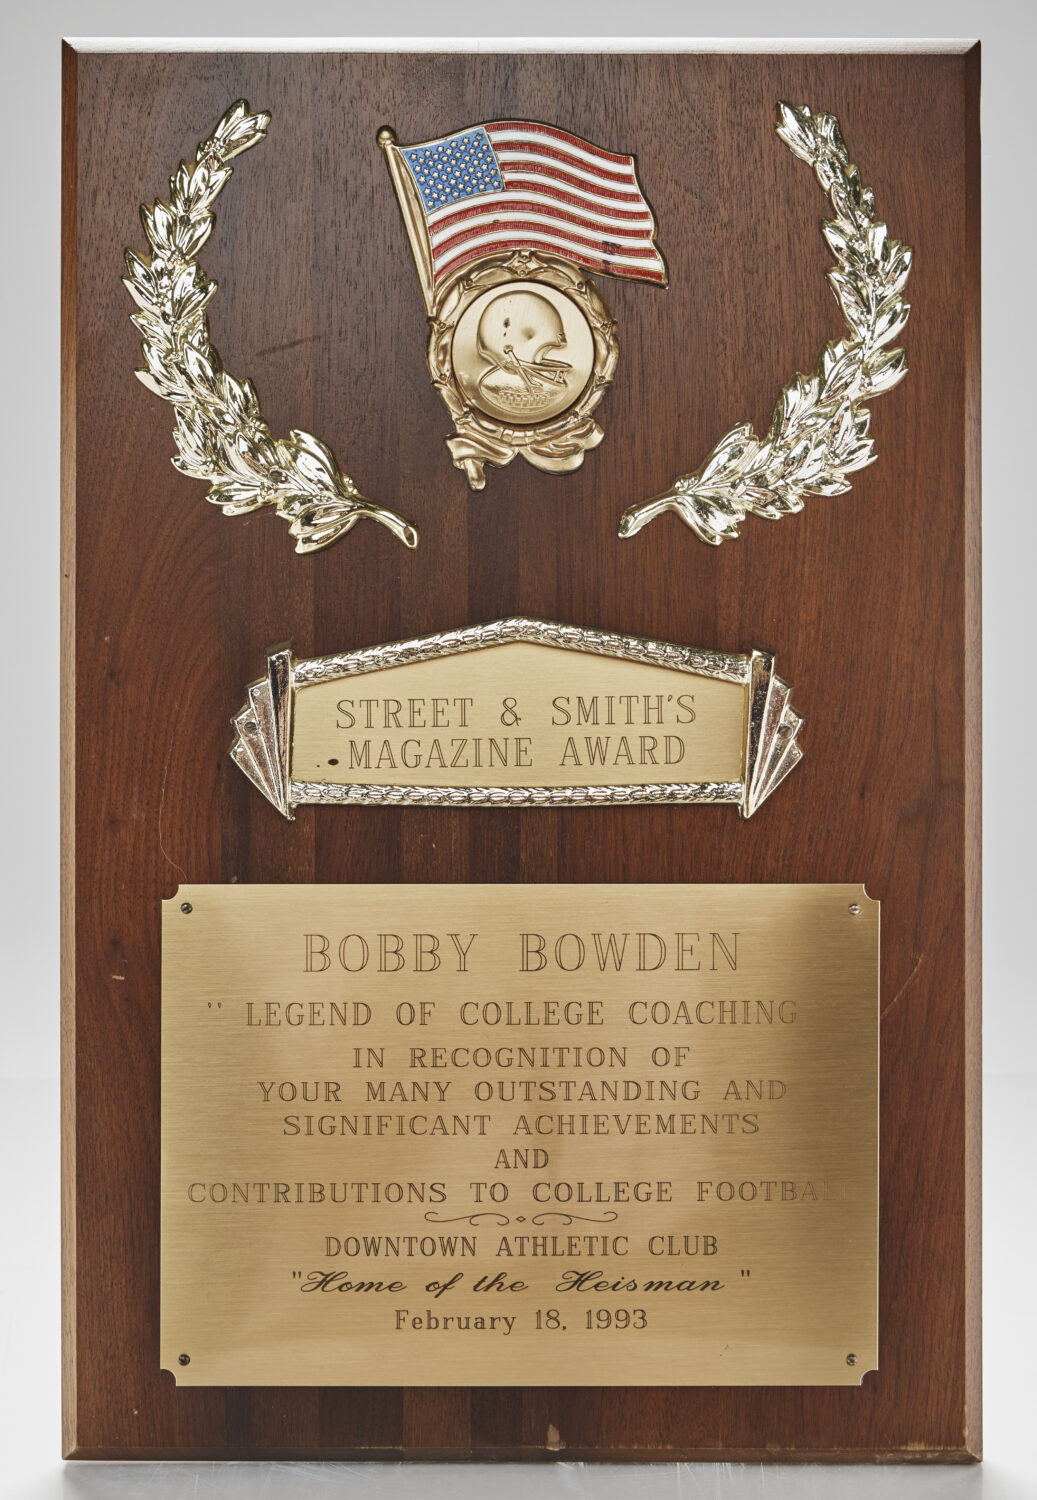 STREET & SMITH'S
MAGAZINE AWARD
BOBBY BOWDEN
" LEGEND OF COLLEGE COACHING
IN RECOGNITION OF
YOUR MANY OUTSTANDING AND
SIGNIFICANT ACHIEVEMENTS
AND
CONTRIBUTIONS TO COLLEGE FOOTBALL
DOWNTOWN ATHLETIC CLUB
"Home of the Heisman"
February 18, 1993